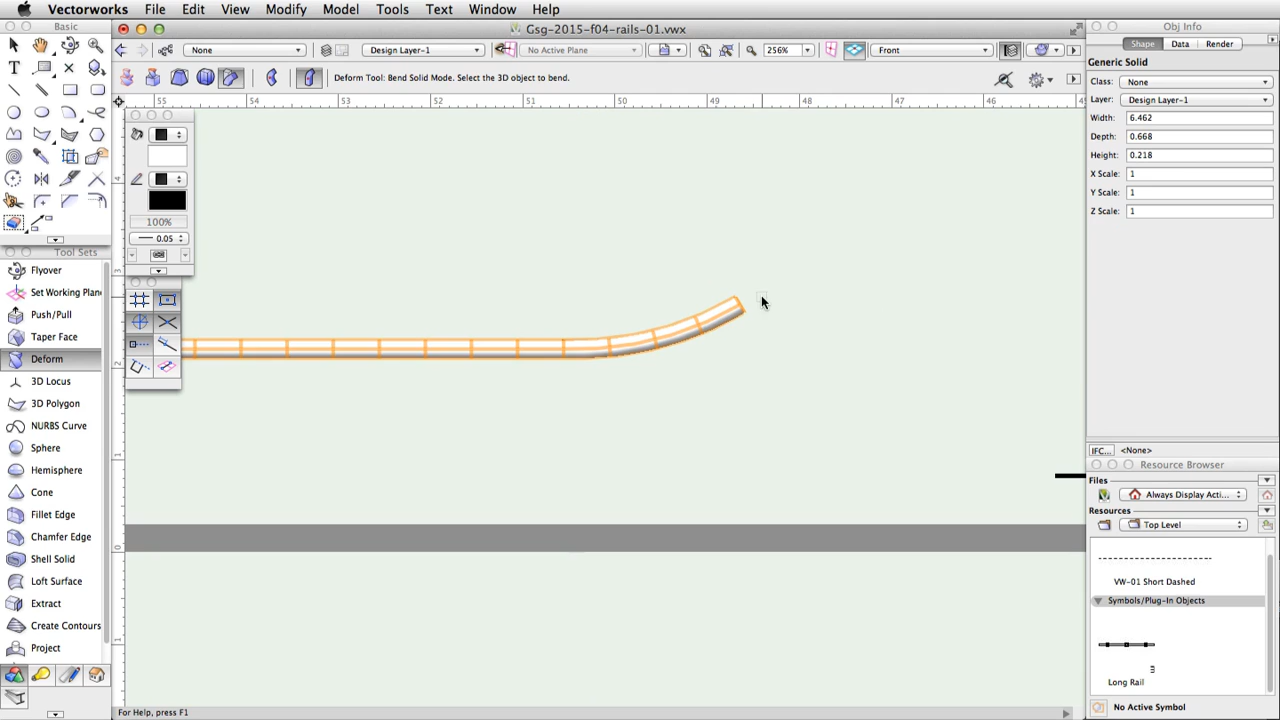 Vectorworks File Edit View Modify Model Tools Text Window Help
Basic
Gsg-2015-f04-rails-01.vwx
Obj Info
None
Design Layer-1
No Active Plane
256%
Front
Shape Data Render
Deform Tool: Bend Solid Mode. Select the 3D object to bend.
Generic Solid
Class: None
Layer: Design Layer-1
Width: 6.462
Depth: 0.668
Height: 0.218
X Scale: 1
Y Scale: 1
Z Scale: 1
55 54 53 52 51 50 49 48 47 46
4
3
2
1
0
1
100%
0.05
Tool Sets
Flyover
Set Working Plane
Push/Pull
Taper Face
Deform
3D Locus
3D Polygon
NURBS Curve
Sphere
Hemisphere
Cone
Fillet Edge
Chamfer Edge
Shell Solid
Loft Surface
Extract
Create Contours
Project
IFC... <None>
Resource Browser
Files
Always Display Acti...
Resources
Top Level
VW-01 Short Dashed
Symbols/Plug-In Objects
Long Rail
No Active Symbol
For Help, press F1